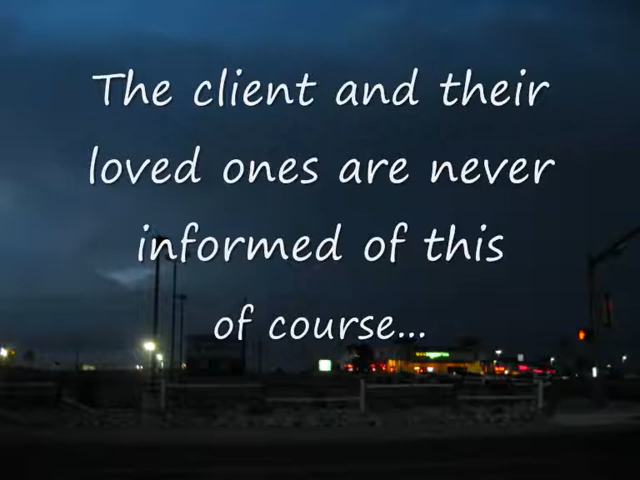 The client and their
loved ones are never
informed of this
of course...